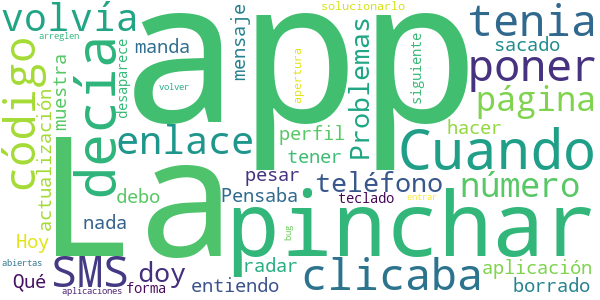 volvía
app
solucionarlo
tenia
arreglen
manda
decía
desaparece
volver
mensaje
apertura
Problemas
siguiente
sacado
poner
código
actualización
muestra
enlace
perfil
tener
Cuando
página
hacer
La
pinchar
debo
Pensaba
pesar
teléfono
teclado
número
entrar
nada
Hoy
bug
Qué
SMS
doy
entiendo
radar
clicaba
aplicación
borrado
abiertas
aplicaciones
forma